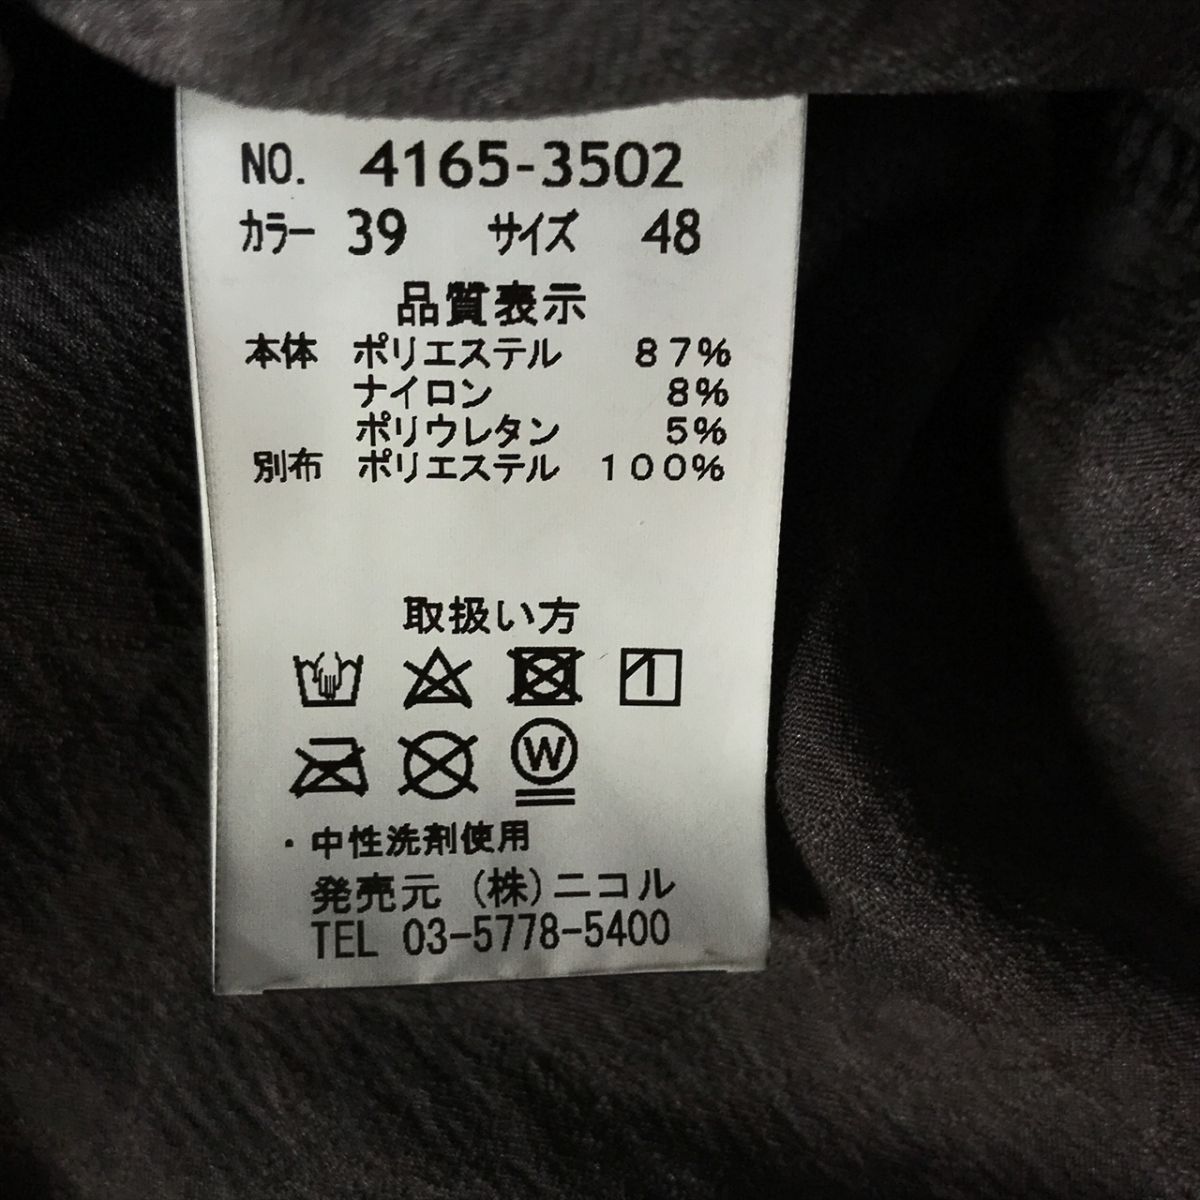 NO. 4165-3502
カラー 39 サイズ 48
品質表示
本体 ポリエステル 87%
ナイロン 8%
ポリウレタン 5%
別布 ポリエステル 100%
取扱い方
W
・中性洗剤使用
発売元 (株)ニコル
TEL 03-5778-5400